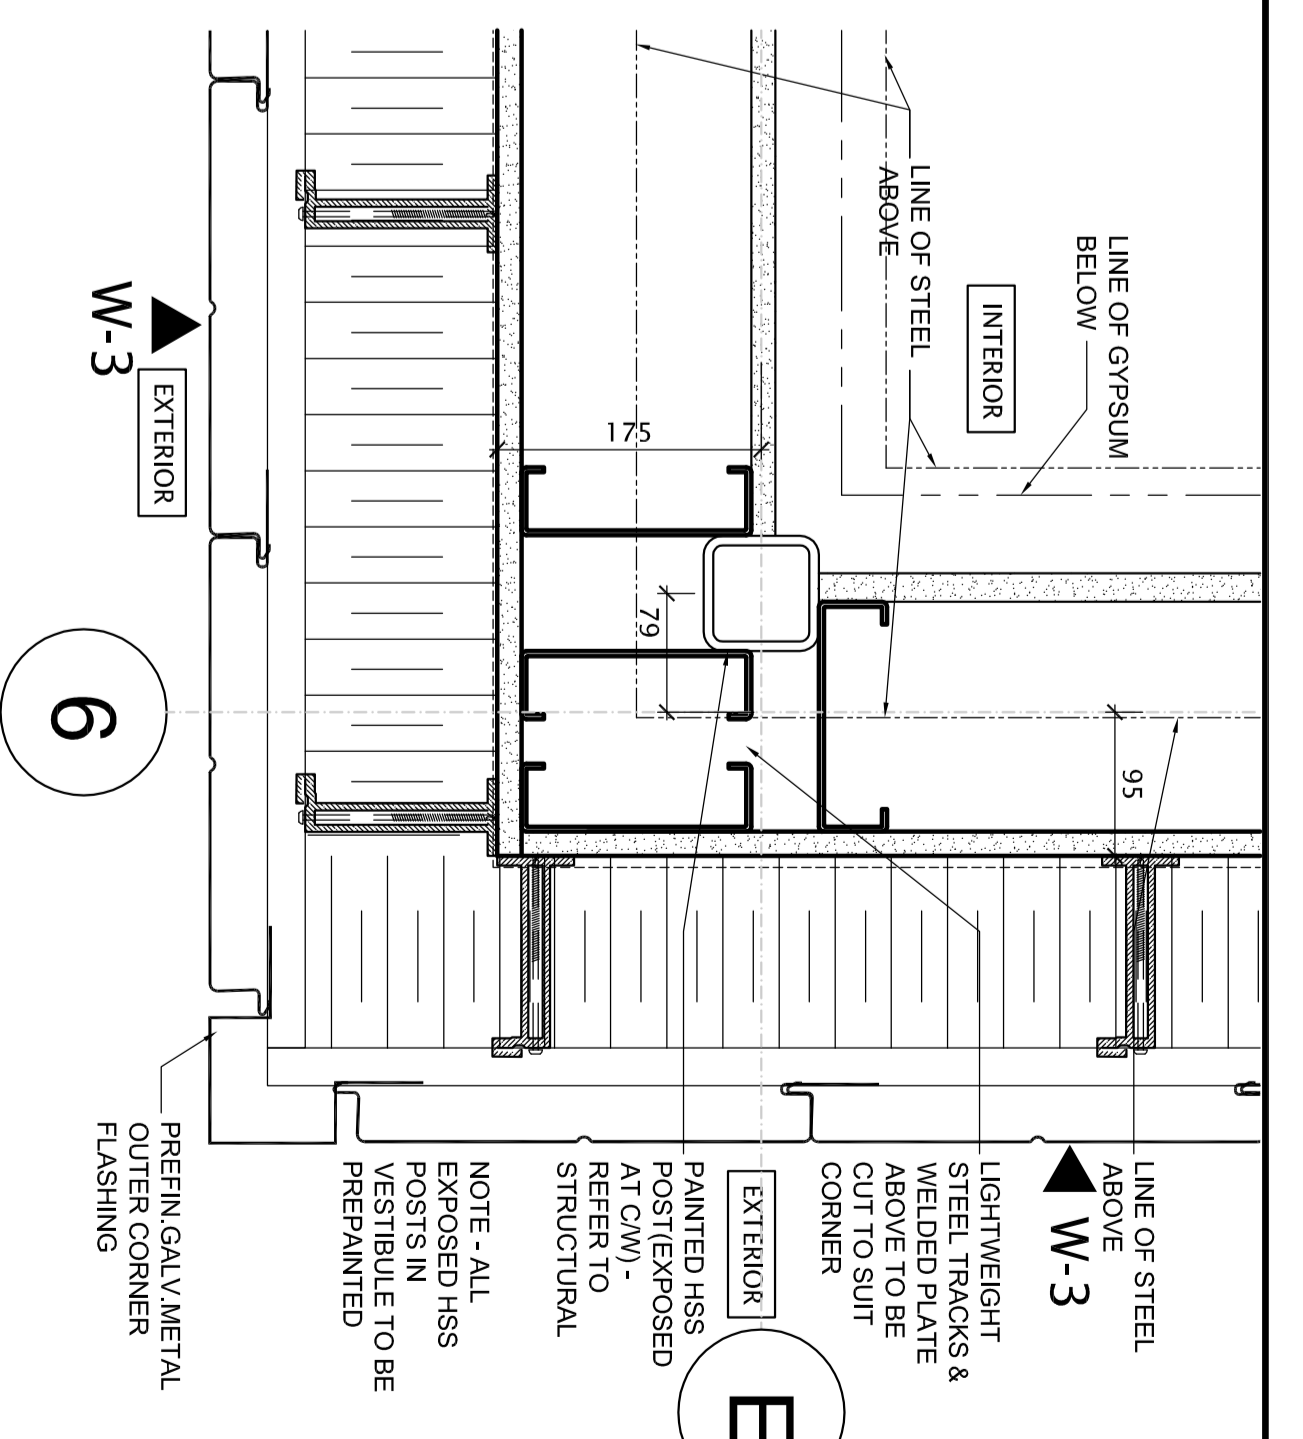 LINE OF GYPSUM
BELOW
INTERIOR
LINE OF STEEL
ABOVE
175
79
95
W-3
EXTERIOR
6
LINE OF STEEL
ABOVE
W-3
LIGHTWEIGHT
STEEL TRACKS &
WELDED PLATE
ABOVE TO BE
CUT TO SUIT
CORNER
EXTERIOR
E
PAINTED HSS
POST(EXPOSED
AT C/W) -
REFER TO
STRUCTURAL
NOTE - ALL
EXPOSED HSS
POSTS IN
VESTIBULE TO BE
PREPAINTED
PREFIN.GALV.METAL
OUTER CORNER
FLASHING